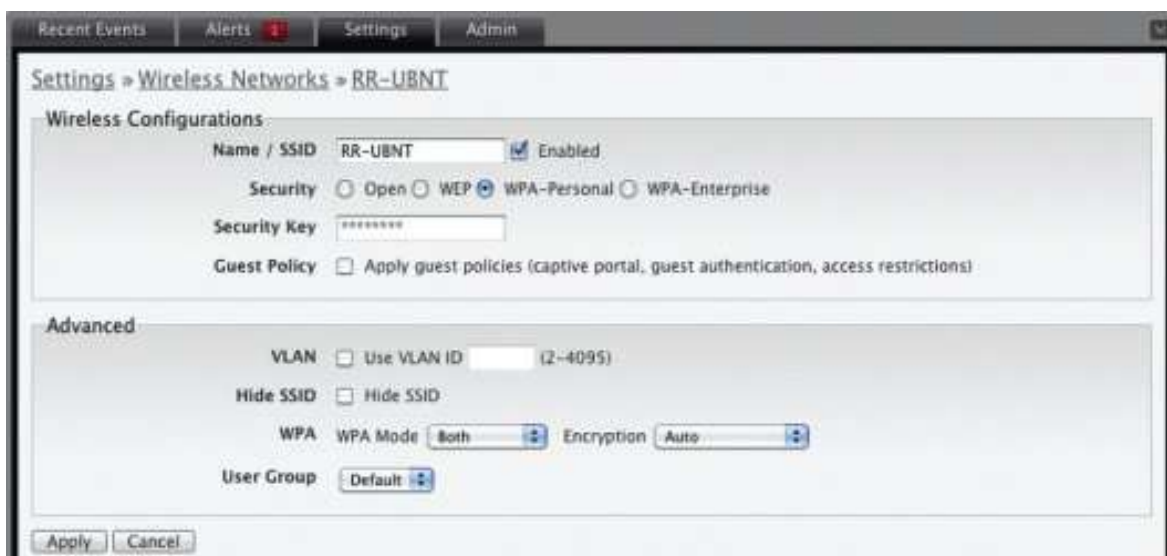 Recent Events Alerts 1 Settings Admin
Settings » Wireless Networks » RR-UBNT
Wireless Configurations
Name / SSID RR-UBNT Enabled
Security Open WEP WPA-Personal WPA-Enterprise
Security Key ********
Guest Policy Apply guest policies (captive portal, guest authentication, access restrictions)
Advanced
VLAN Use VLAN ID (2-4095)
Hide SSID Hide SSID
WPA WPA Mode Both Encryption Auto
User Group Default
Apply Cancel